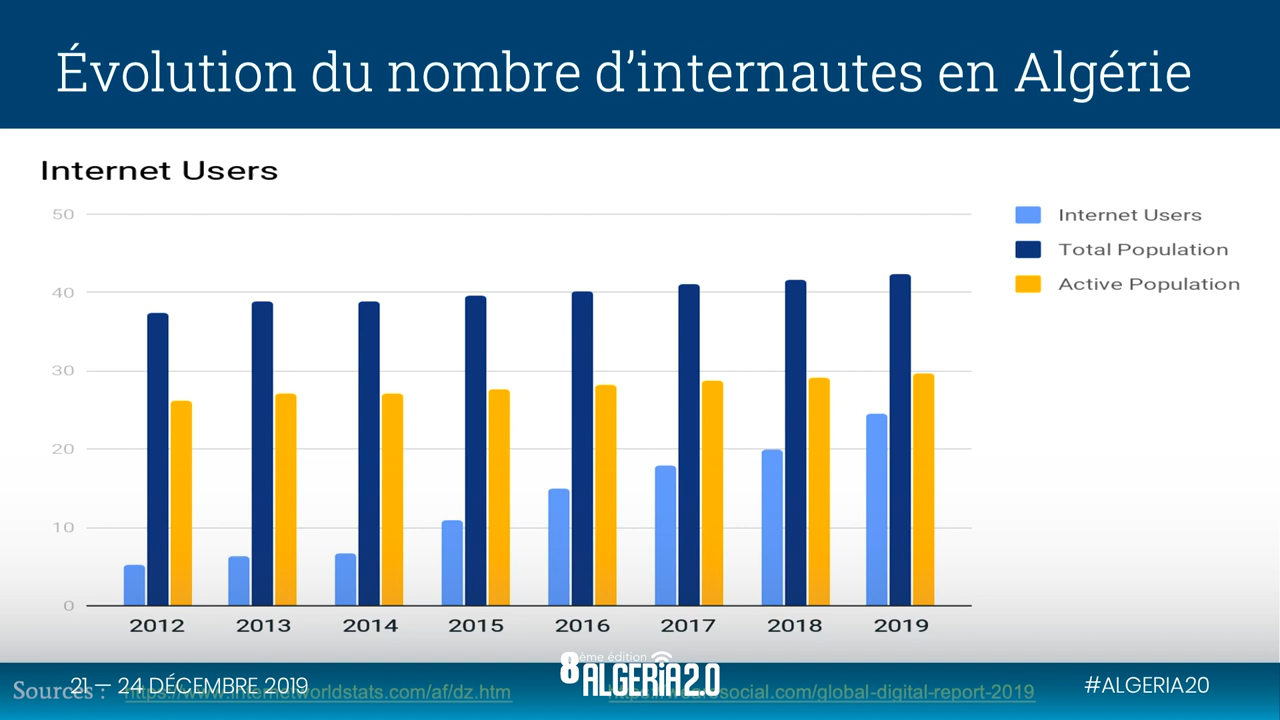 Évolution du nombre d’internautes en Algérie
Internet Users
50
40
30
20
10
0
2012 2013 2014 2015 2016 2017 2018 2019
Internet Users
Total Population
Active Population
8ème édition
ALGERIA2.0
21 — 24 DÉCEMBRE 2019
#ALGERIA20
Sources : https://www.internetworldstats.com/af/dz.htm
https://wearesocial.com/global-digital-report-2019